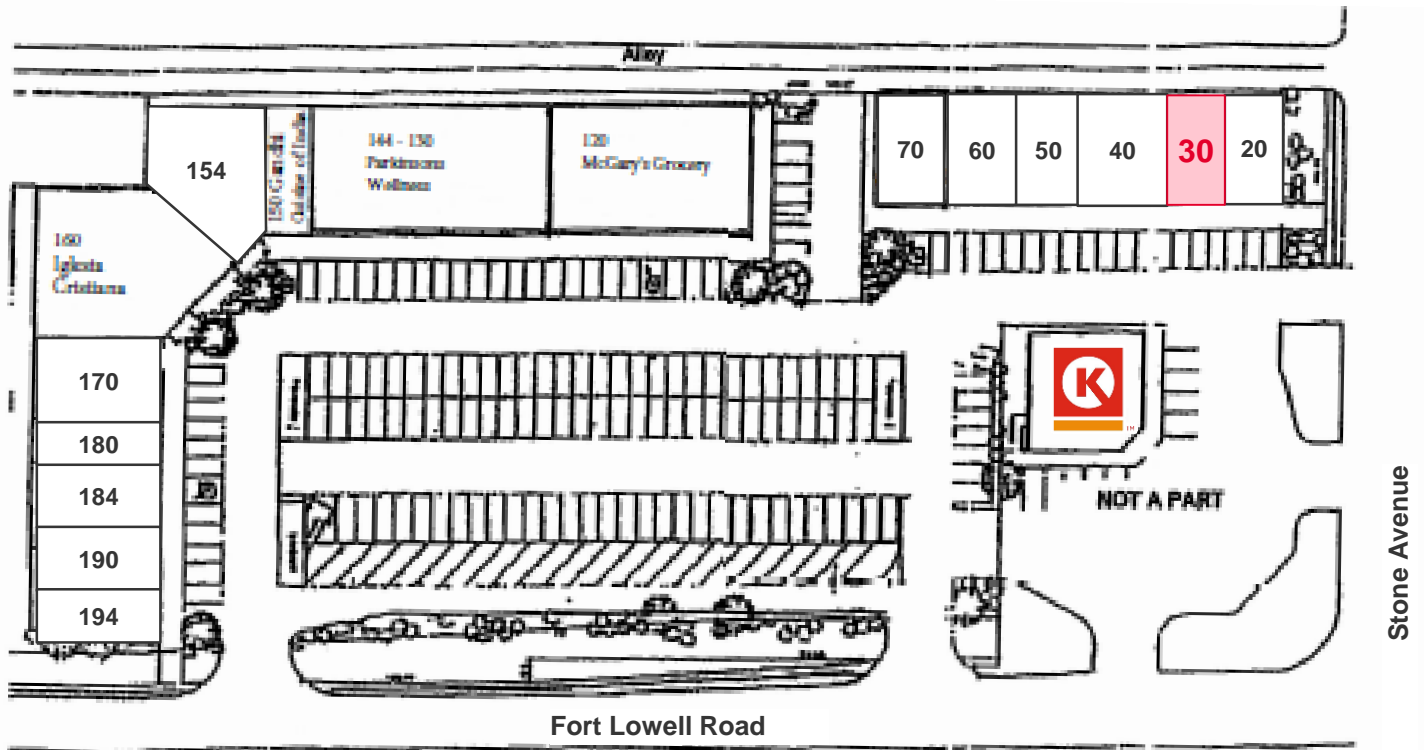 Alley
154
150 Gandhi
Cuisine of India
144 - 130
Parkinsons
Wellness
120
McGary's Grocery
70
60
50
40
30
20
160
Iglesia
Cristiana
170
180
184
190
194
K
NOT A PART
Stone Avenue
Fort Lowell Road